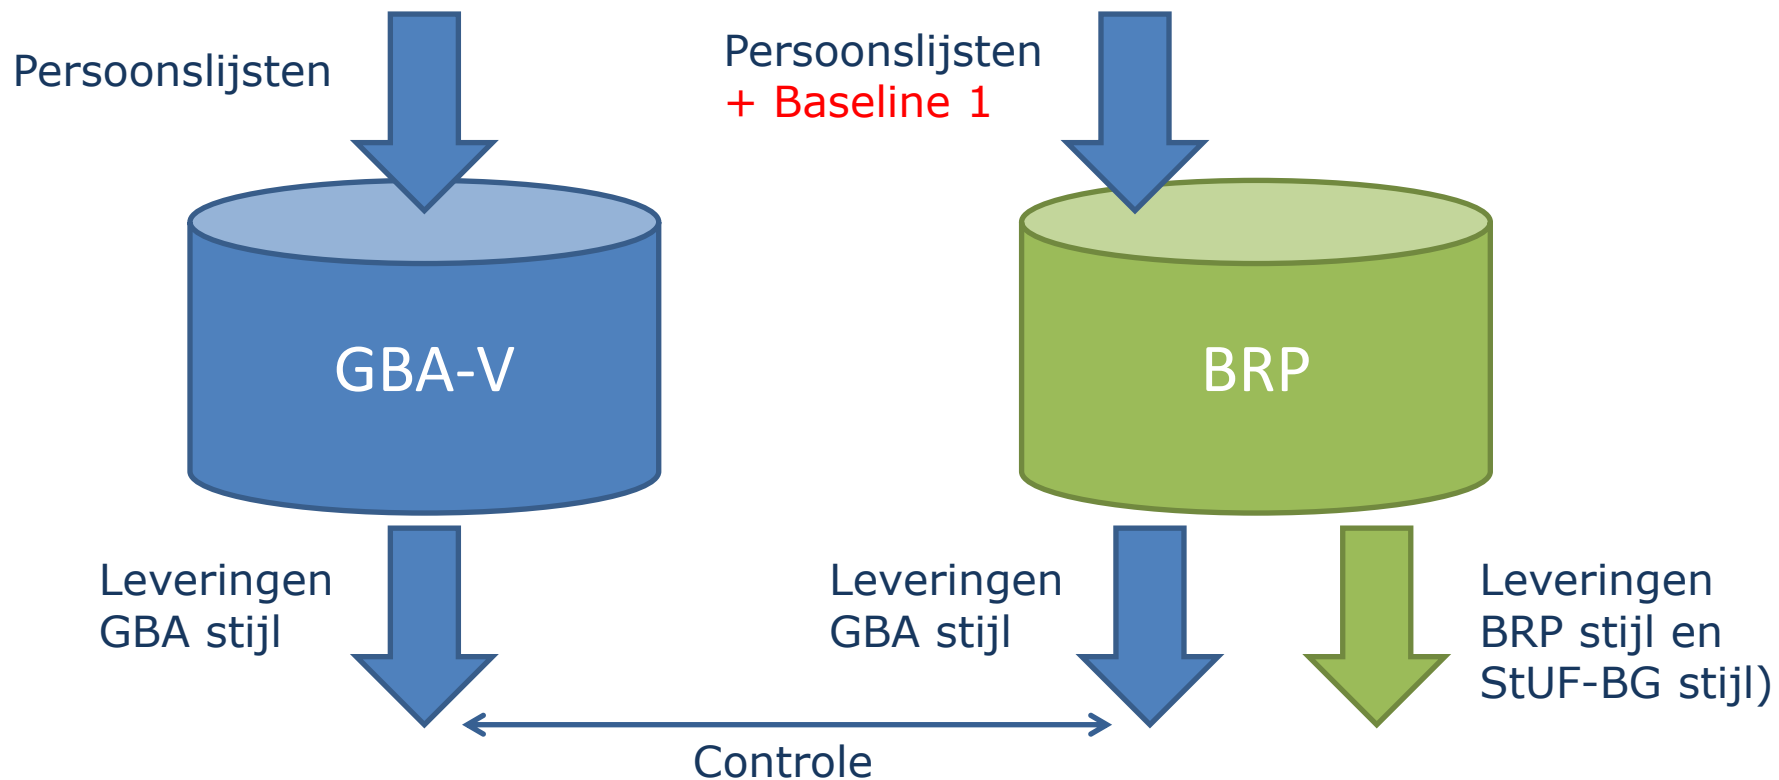 Persoonslijsten
Persoonslijsten
+ Baseline 1
GBA-V
BRP
Leveringen
GBA stijl
Leveringen
GBA stijl
Leveringen
BRP stijl en
StUF-BG stijl)
Controle